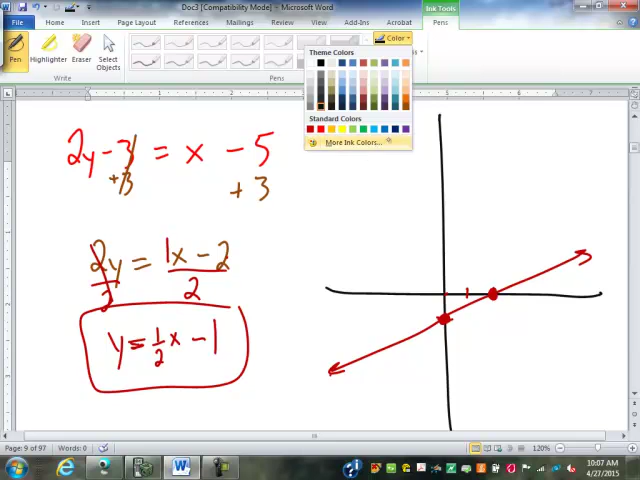 Doc3 [Compatibility Mode] - Microsoft Word
Ink Tools
File Home Insert Page Layout References Mailings Review View Add-Ins Acrobat Pens
Pen Highlighter Eraser Select Objects
Color
Write
Pens
Theme Colors
Standard Colors
More Ink Colors...
2y - 3 = x - 5
+3 + 3
2y = 1x - 2
2 2
y = 1/2 x - 1
Page: 9 of 97 Words: 0 120%
10:07 AM
4/27/2015